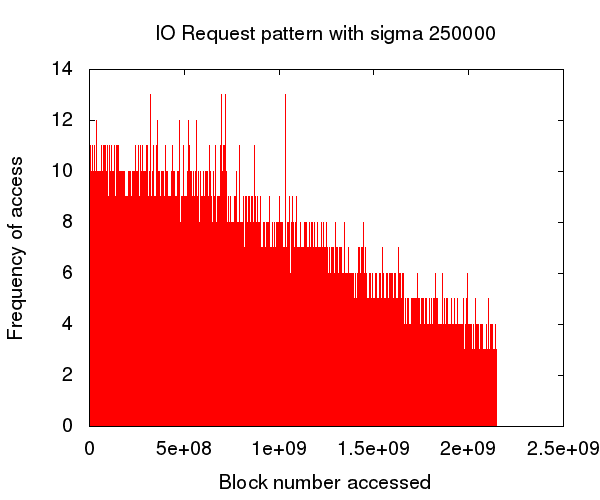 IO Request pattern with sigma 250000
14
12
10
8
6
4
2
0
Frequency of access
0 5e+08 1e+09 1.5e+09 2e+09 2.5e+09
Block number accessed